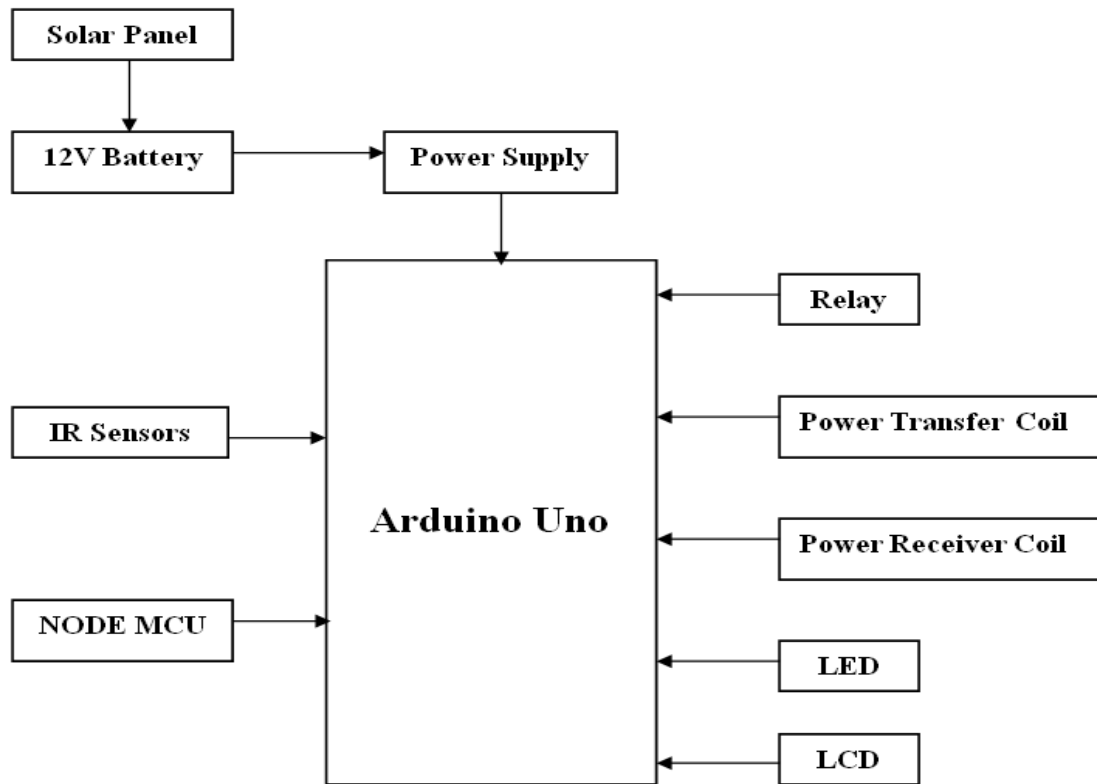 Solar Panel
12V Battery
Power Supply
Relay
IR Sensors
Power Transfer Coil
Arduino Uno
Power Receiver Coil
NODE MCU
LED
LCD